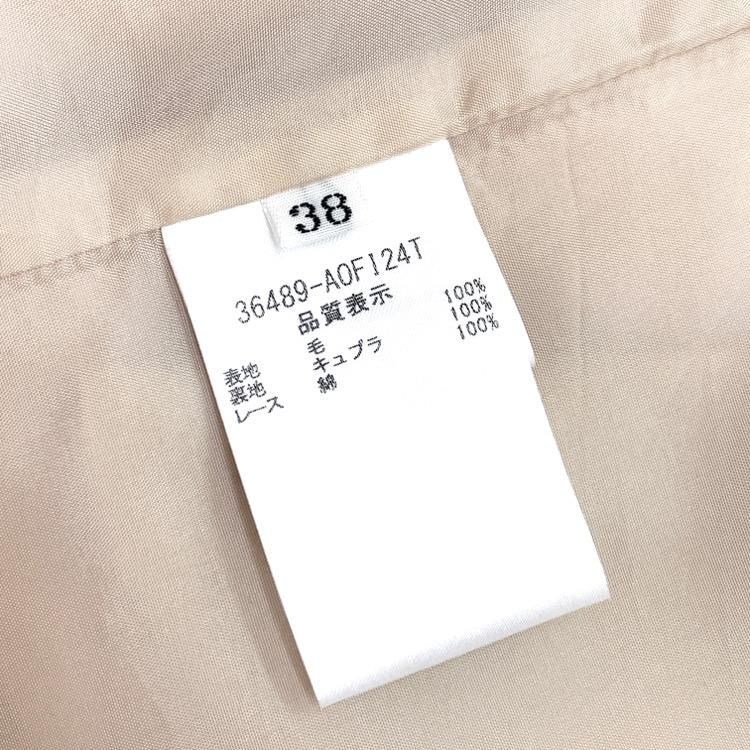 38
36489-AOF124T
品質表示
表地 毛 100%
裏地 キュプラ 100%
レース 綿 100%